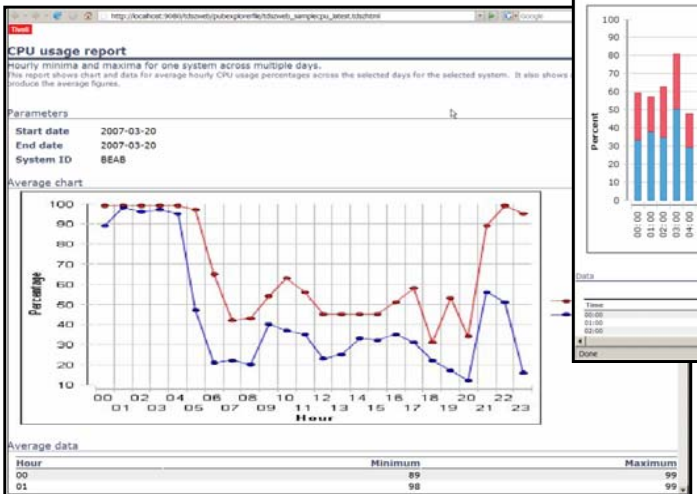 http://localhost:9080/tdsoweb/pubexplorerfile/tdsoweb_samplecpu_latest.tdszhtml
Google
Tivoli
CPU usage report
Hourly minima and maxima for one system across multiple days.
This report shows chart and data for average hourly CPU usage percentages across the selected days for the selected system. It also shows
produce the average figures.
Parameters
Start date 2007-03-20
End date 2007-03-20
System ID BEAB
Average chart
Percentage
100
90
80
70
60
50
40
30
20
10
00 01 02 03 04 05 06 07 08 09 10 11 12 13 14 15 16 17 18 19 20 21 22 23
Hour
Average data
Hour Minimum Maximum
00 89 99
01 98 99
Percent
100
90
80
70
60
50
40
30
20
10
0
00:00
01:00
02:00
03:00
04:00
Data
Time
00:00
01:00
02:00
Done